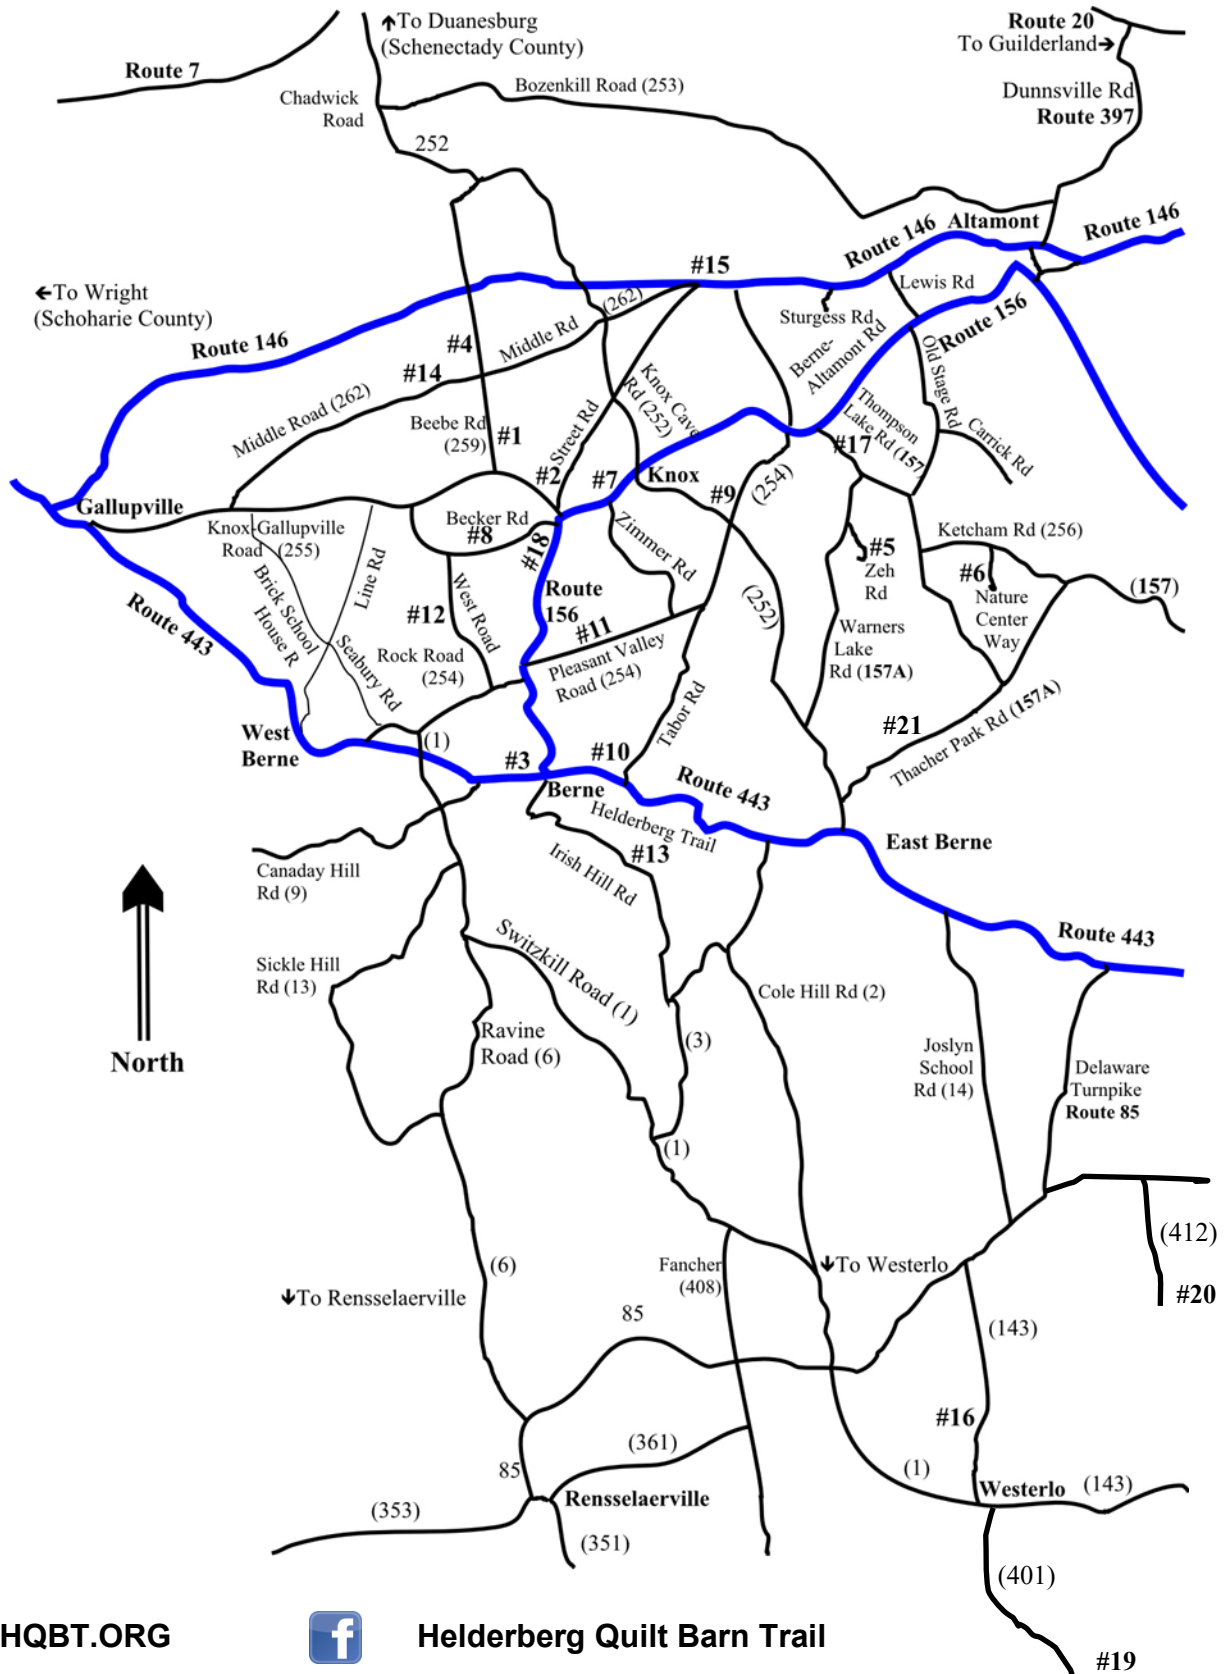 Route 20
To Guilderland→
↑To Duanesburg
(Schenectady County)
Route 7
Bozenkill Road (253)
Dunnsville Rd
Route 397
Chadwick
Road
252
Route 146
Altamont
Route 146
#15
Lewis Rd
←To Wright
(Schoharie County)
(262)
Sturgess Rd
Route 156
Route 146
#4
Middle Rd
Berne-
Altamont Rd
Old Stage Rd
#14
Knox Cave
Rd (252)
Middle Road (262)
Thompson
Lake Rd (157
Beebe Rd
(259)
#1
Street Rd
#17
Carrick Rd
#2
#7
Knox
(254)
#9
Gallupville
Knox-Gallupville
Road (255)
Becker Rd
#8
#18
Zimmer Rd
Ketcham Rd (256)
#5
Zeh
Rd
#6
Nature
Center
Way
(157)
Line Rd
Brick School
House R
Route 443
#12
West Road
Route
156
#11
(252)
Warners
Lake
Rd (157A)
Seabury Rd
Rock Road
(254)
Pleasant Valley
Road (254)
Tabor Rd
#21
Thacher Park Rd (157A)
West
Berne
(1)
#3
#10
Berne
Route 443
Helderberg Trail
East Berne
#13
Irish Hill Rd
Canaday Hill
Rd (9)
Switzkill Road (1)
Route 443
Sickle Hill
Rd (13)
Cole Hill Rd (2)
Ravine
Road (6)
(3)
Joslyn
School
Rd (14)
Delaware
Turnpike
Route 85
North
(1)
(412)
(6)
Fancher
(408)
↓To Westerlo
↓To Rensselaerville
#20
85
(143)
#16
(361)
85
(1)
Westerlo
(143)
Rensselaerville
(353)
(351)
(401)
HQBT.ORG
f
Helderberg Quilt Barn Trail
#19